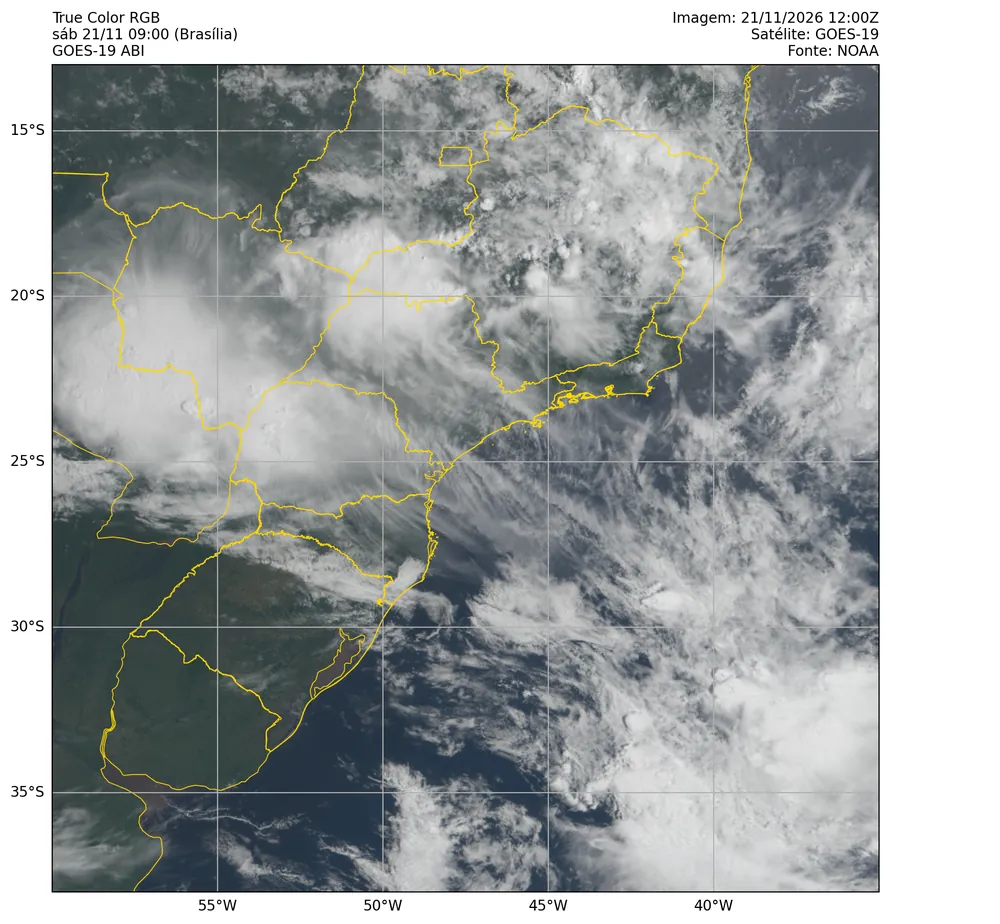 True Color RGB
sáb 21/11 09:00 (Brasília)
GOES-19 ABI
Imagem: 21/11/2026 12:00Z
Satélite: GOES-19
Fonte: NOAA
15°S
20°S
25°S
30°S
35°S
55°W
50°W
45°W
40°W